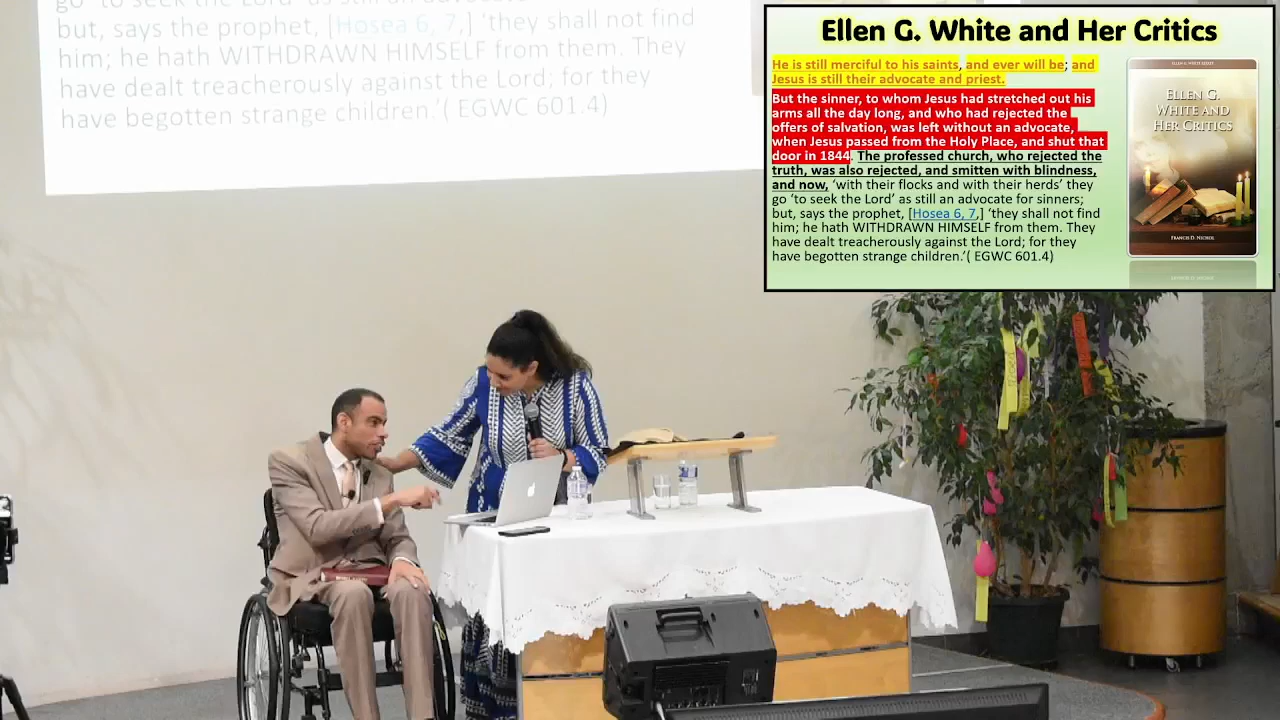 go 'to seek the Lord' as still an advocate
but, says the prophet, [Hosea 6, 7,] 'they shall not find
him; he hath WITHDRAWN HIMSELF from them. They
have dealt treacherously against the Lord; for they
have begotten strange children.'( EGWC 601.4)
Ellen G. White and Her Critics
He is still merciful to his saints, and ever will be; and
Jesus is still their advocate and priest.
But the sinner, to whom Jesus had stretched out his
arms all the day long, and who had rejected the
offers of salvation, was left without an advocate,
when Jesus passed from the Holy Place, and shut that
door in 1844. The professed church, who rejected the
truth, was also rejected, and smitten with blindness,
and now, 'with their flocks and with their herds' they
go 'to seek the Lord' as still an advocate for sinners;
but, says the prophet, [Hosea 6, 7,] 'they shall not find
him; he hath WITHDRAWN HIMSELF from them. They
have dealt treacherously against the Lord; for they
have begotten strange children.'( EGWC 601.4)
ELLEN G.
WHITE AND
HER CRITICS
FRANCIS D. NICHOL